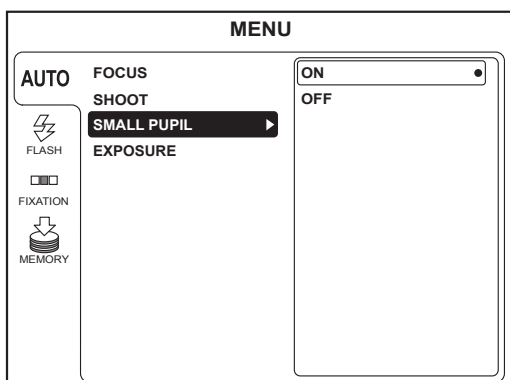 MENU
AUTO
FLASH
FIXATION
MEMORY
FOCUS
SHOOT
SMALL PUPIL
EXPOSURE
ON
OFF